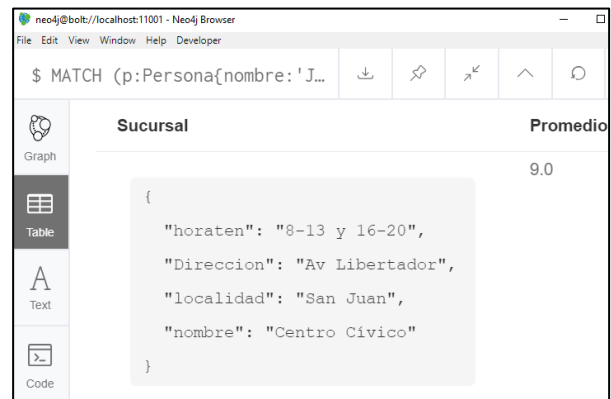 neo4j@bolt://localhost:11001 - Neo4j Browser
File Edit View Window Help Developer
$ MATCH (p:Persona{nombre:'J...
Sucursal Promedio
Graph
9.0
{
Table
"horaten": "8-13 y 16-20",
"Direccion": "Av Libertador",
A
"localidad": "San Juan",
Text
"nombre": "Centro Cívico"
}
Code